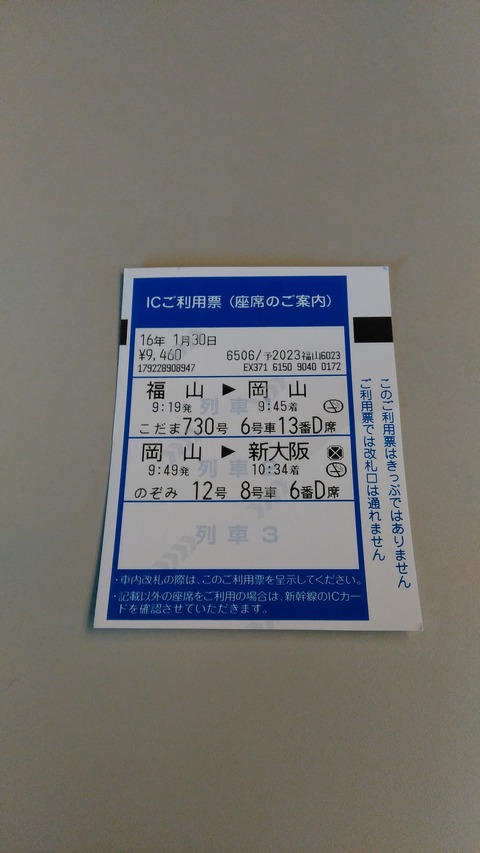 ICご利用票(座席のご案内)
16年 1月30日
¥9,460 6506/予2023福山6023
179228908947 EX371 6150 9040 0172
福山 ▶ 岡山
9:19発 列車1 9:45着
こだま730号 6号車13番D席
岡山 ▶ 新大阪
9:49発 列車2 10:34着
のぞみ 12号 8号車 6番D席
列車3
・車内改札の際は、このご利用票を呈示してください。
・記載以外の座席をご利用の場合は、新幹線のICカー
ドを確認させていただきます。
このご利用票はきっぷではありません
ご利用票では改札口は通れません